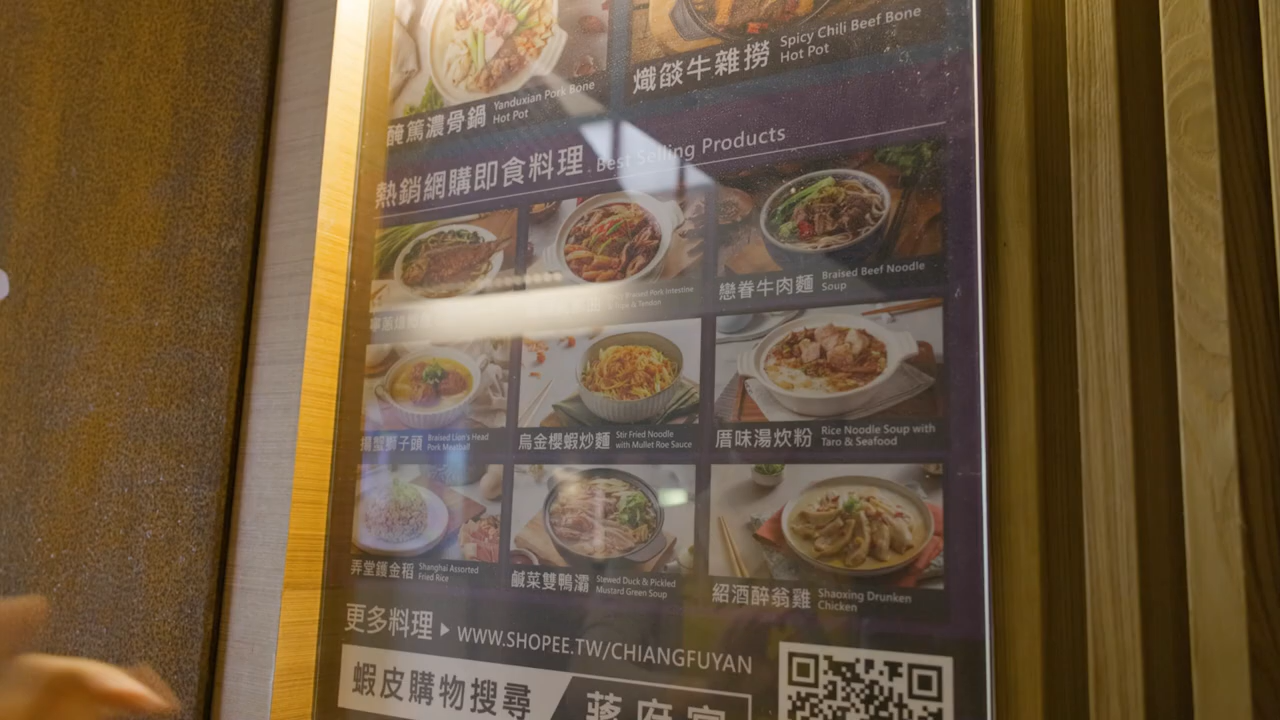 醃篤濃骨鍋 Yanduxian Pork Bone
Hot Pot
熾燄牛雜撈 Spicy Chili Beef Bone
Hot Pot
熱銷網購即食料理 Best Selling Products
Braised Pork Intestine
& Tendon
戀眷牛肉麵 Braised Beef Noodle
Soup
獅子頭 Braised Lion's Head
Pork Meatball
烏金櫻蝦炒麵 Stir Fried Noodle
with Mullet Roe Sauce
厝味湯炊粉 Rice Noodle Soup with
Taro & Seafood
弄堂鑊金稻 Shanghai Assorted
Fried Rice
鹹菜雙鴨灞 Stewed Duck & Pickled
Mustard Green Soup
紹酒醉翁雞 Shaoxing Drunken
Chicken
更多料理 ▶ WWW.SHOPEE.TW/CHIANGFUYAN
蝦皮購物搜尋 蔣府宴